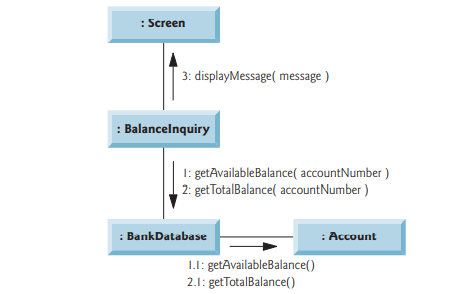 : Screen
3: displayMessage( message )
: BalanceInquiry
1: getAvailableBalance( accountNumber )
2: getTotalBalance( accountNumber )
: BankDatabase
: Account
1.1: getAvailableBalance()
2.1: getTotalBalance()